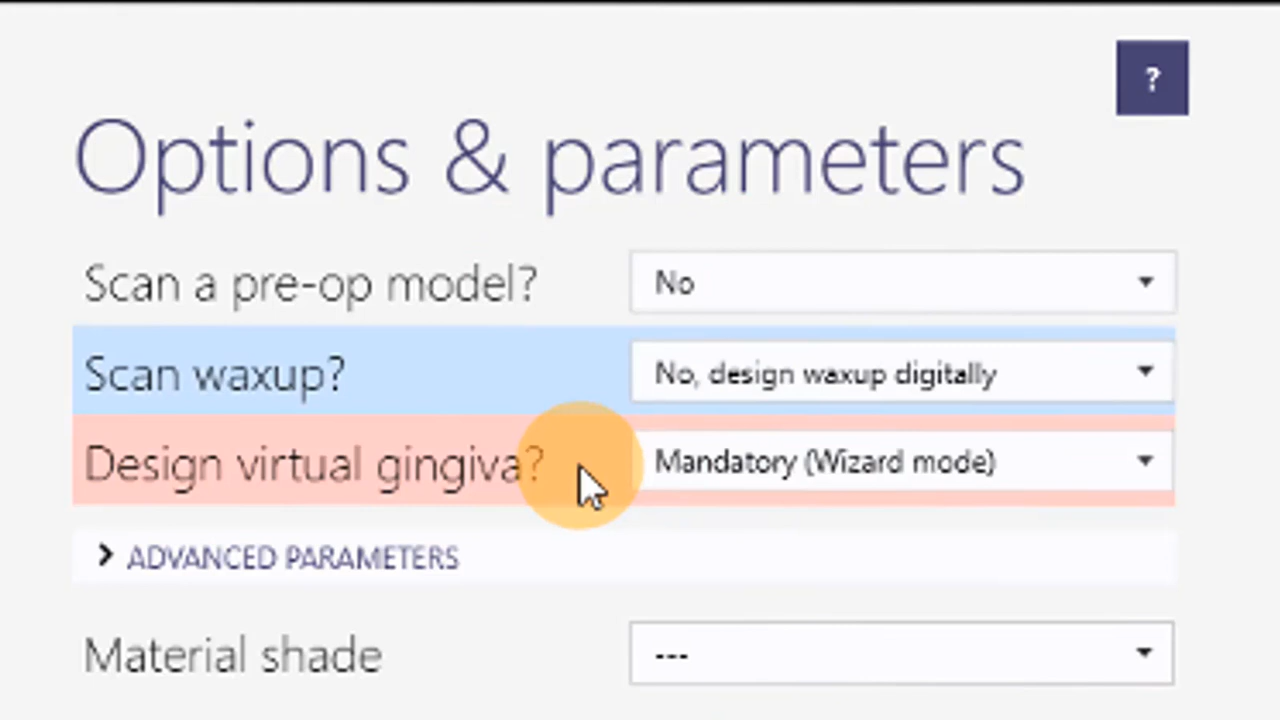 ?
Options & parameters
Scan a pre-op model? No
Scan waxup? No, design waxup digitally
Design virtual gingiva? Mandatory (Wizard mode)
ADVANCED PARAMETERS
Material shade ---